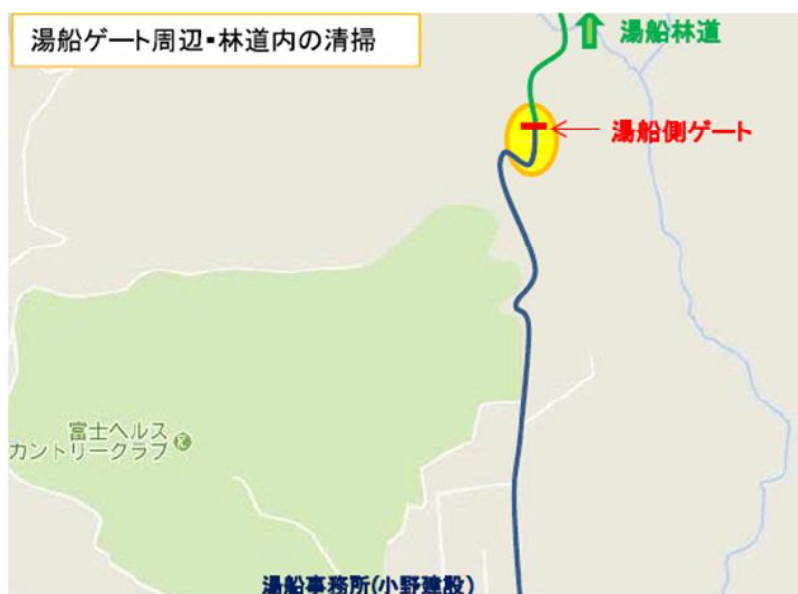 湯船ゲート周辺・林道内の清掃
湯船林道
湯船側ゲート
富士ヘルス
カントリークラブ
湯船事務所(小野建設)